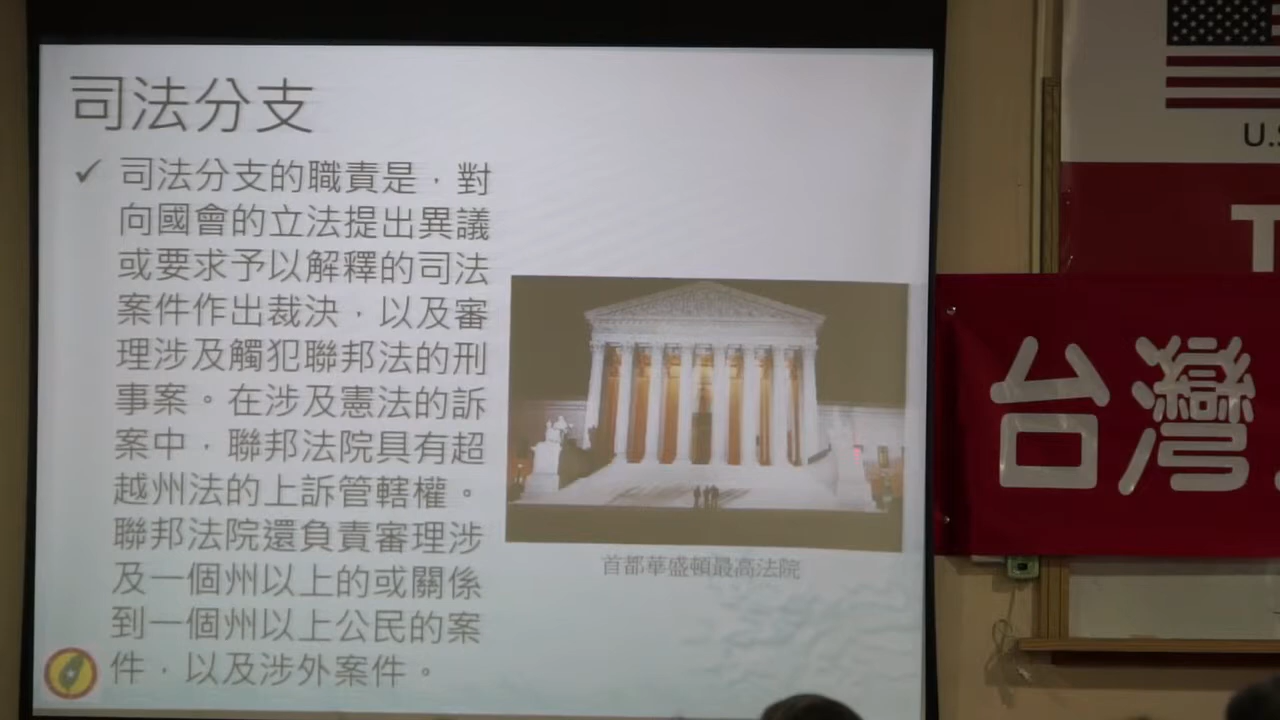 司法分支
✓ 司法分支的職責是，對
向國會的立法提出異議
或要求予以解釋的司法
案件作出裁決，以及審
理涉及觸犯聯邦法的刑
事案。在涉及憲法的訴
案中，聯邦法院具有超
越州法的上訴管轄權。
聯邦法院還負責審理涉
及一個州以上的或關係
到一個州以上公民的案
件，以及涉外案件。
首都華盛頓最高法院
U.S
T
台灣